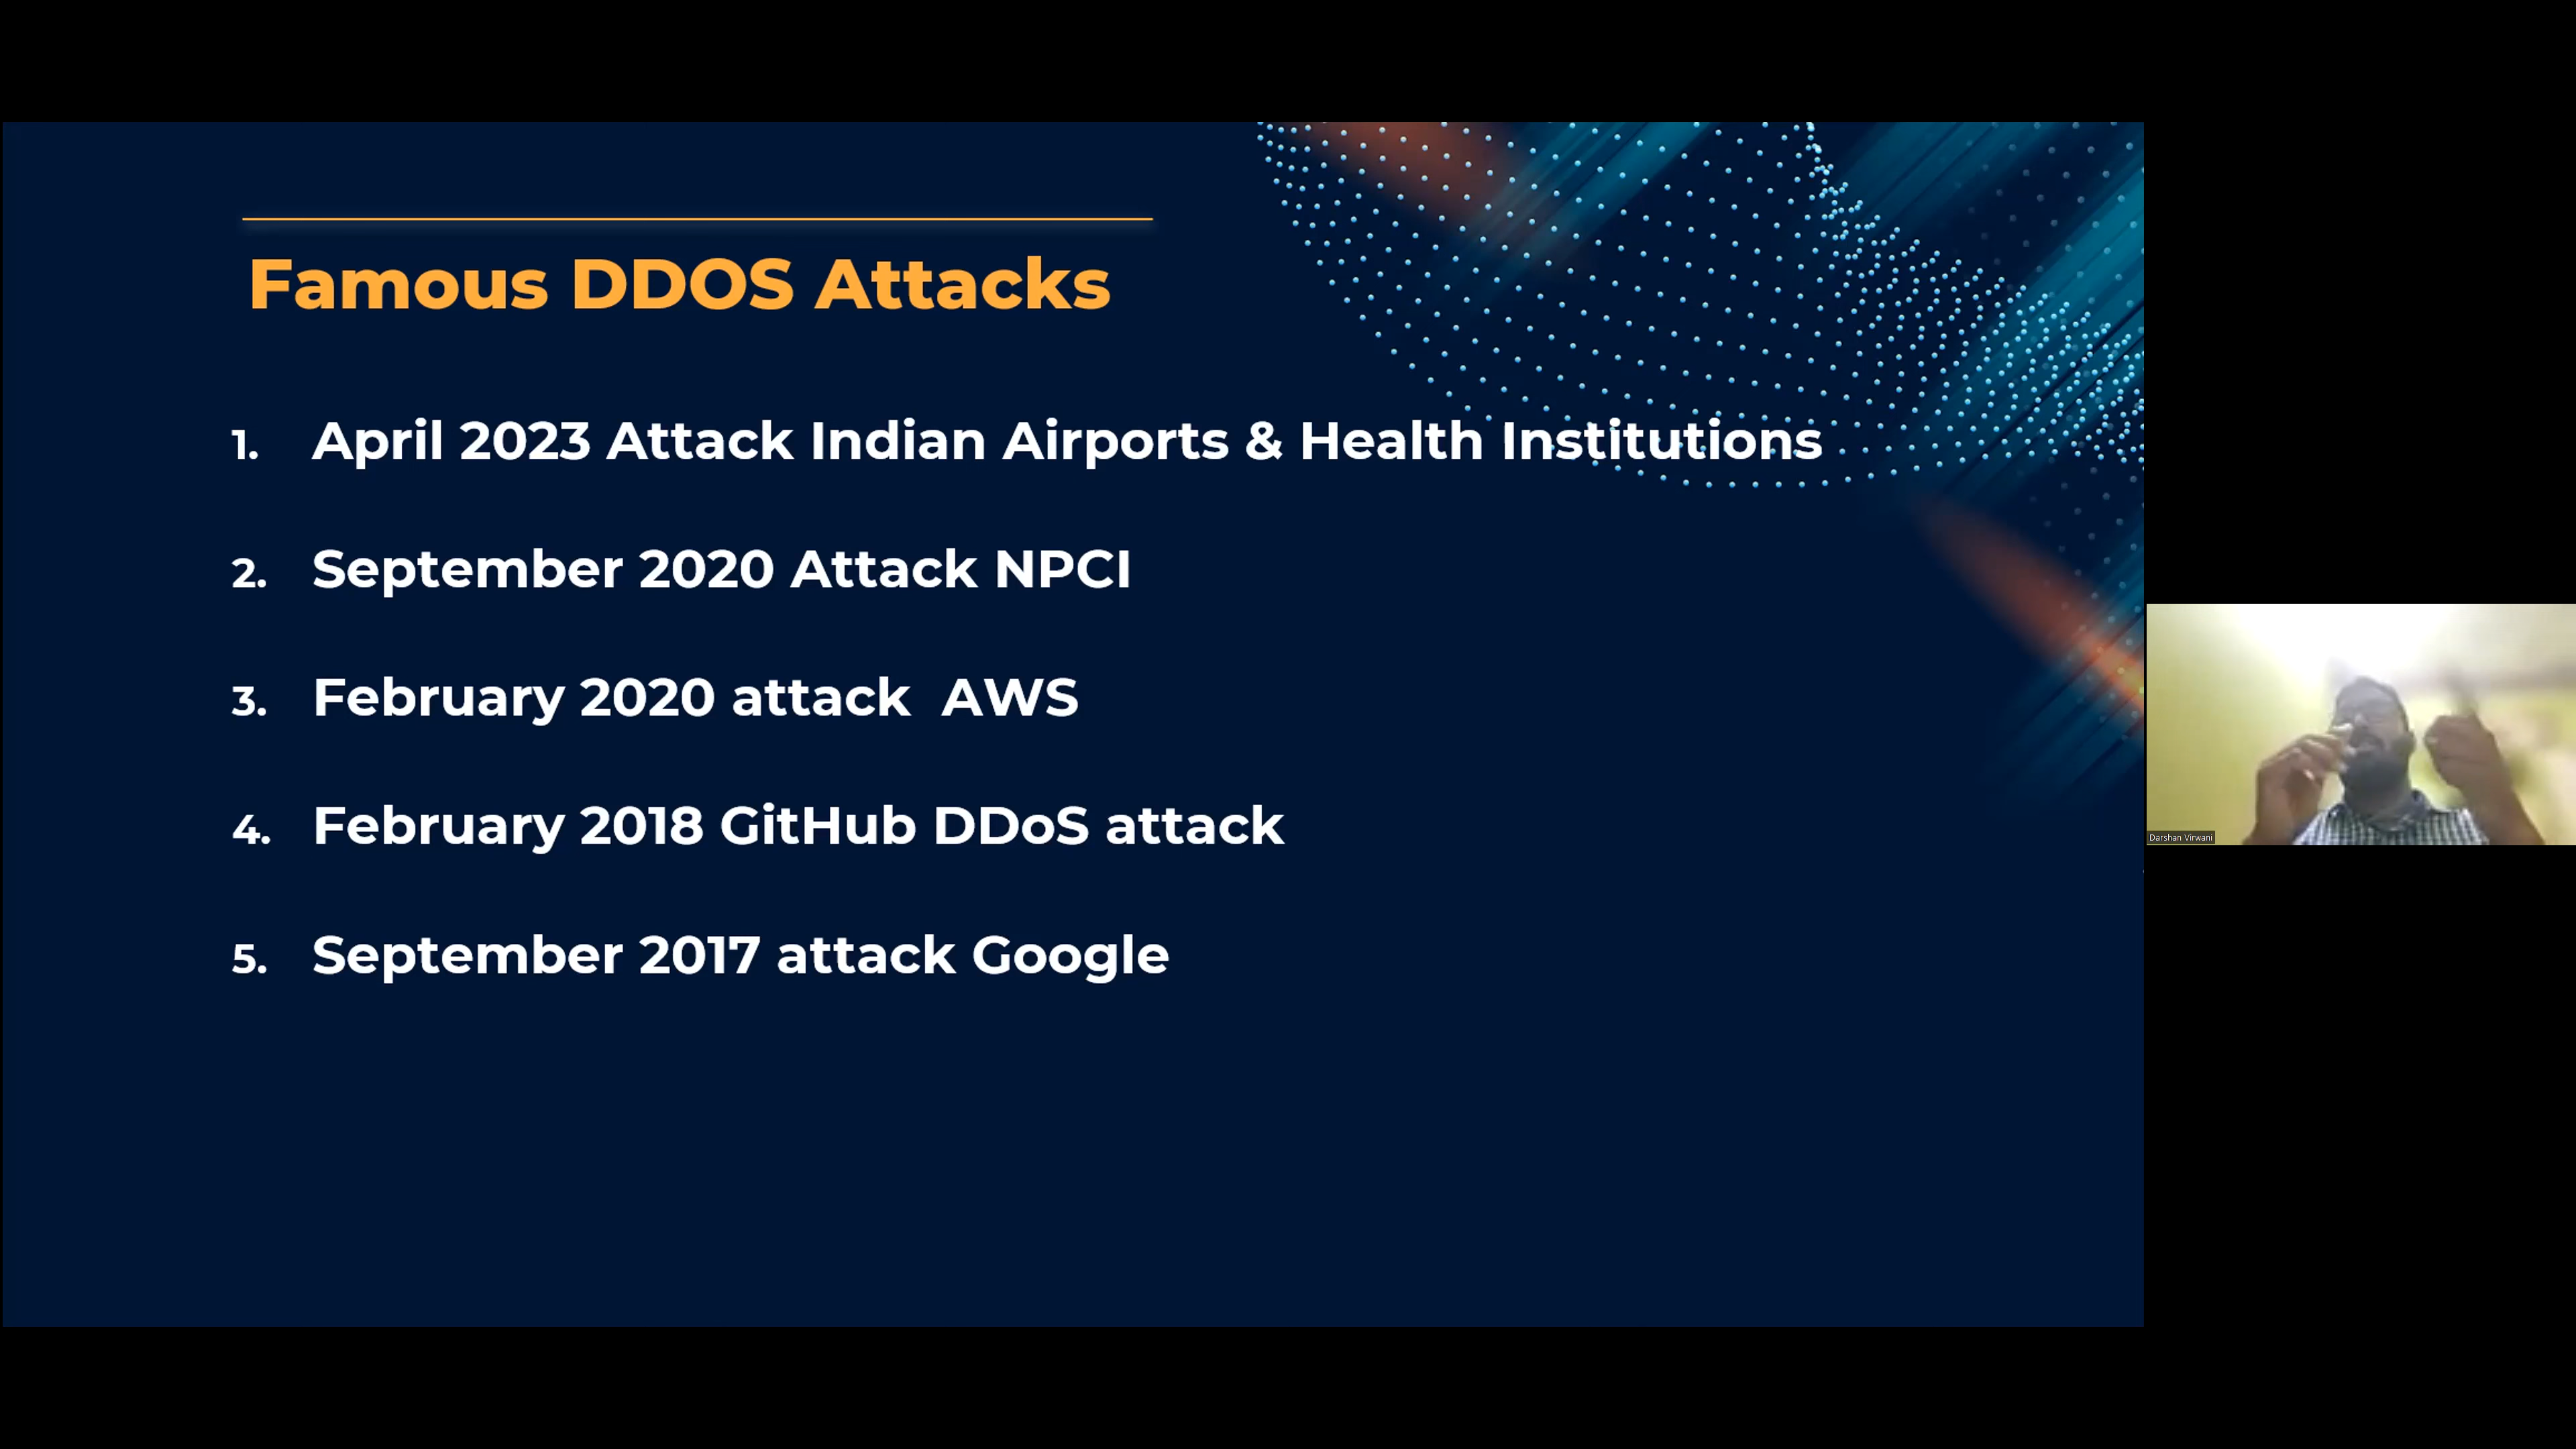 Famous DDOS Attacks
1. April 2023 Attack Indian Airports & Health Institutions
2. September 2020 Attack NPCI
3. February 2020 attack  AWS
4. February 2018 GitHub DDoS attack
5. September 2017 attack Google
Darshan Virwani